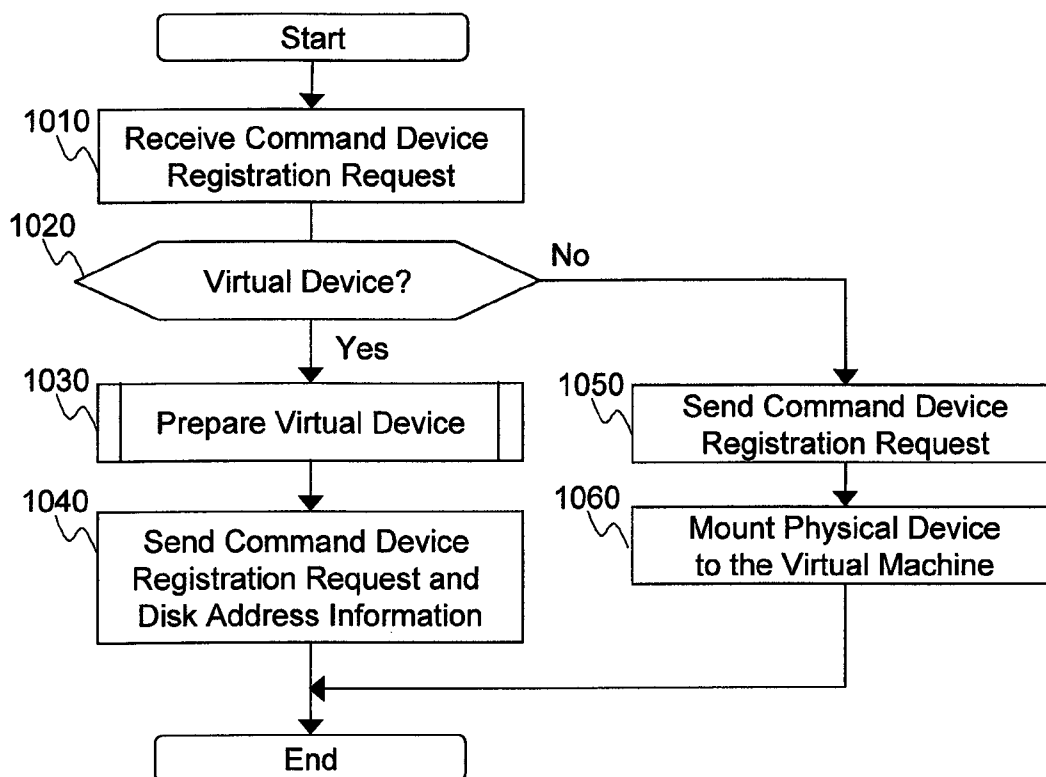 Start
1010
Receive Command Device
Registration Request
1020
Virtual Device?
No
Yes
1030
Prepare Virtual Device
1050
Send Command Device
Registration Request
1040
Send Command Device
Registration Request and
Disk Address Information
1060
Mount Physical Device
to the Virtual Machine
End